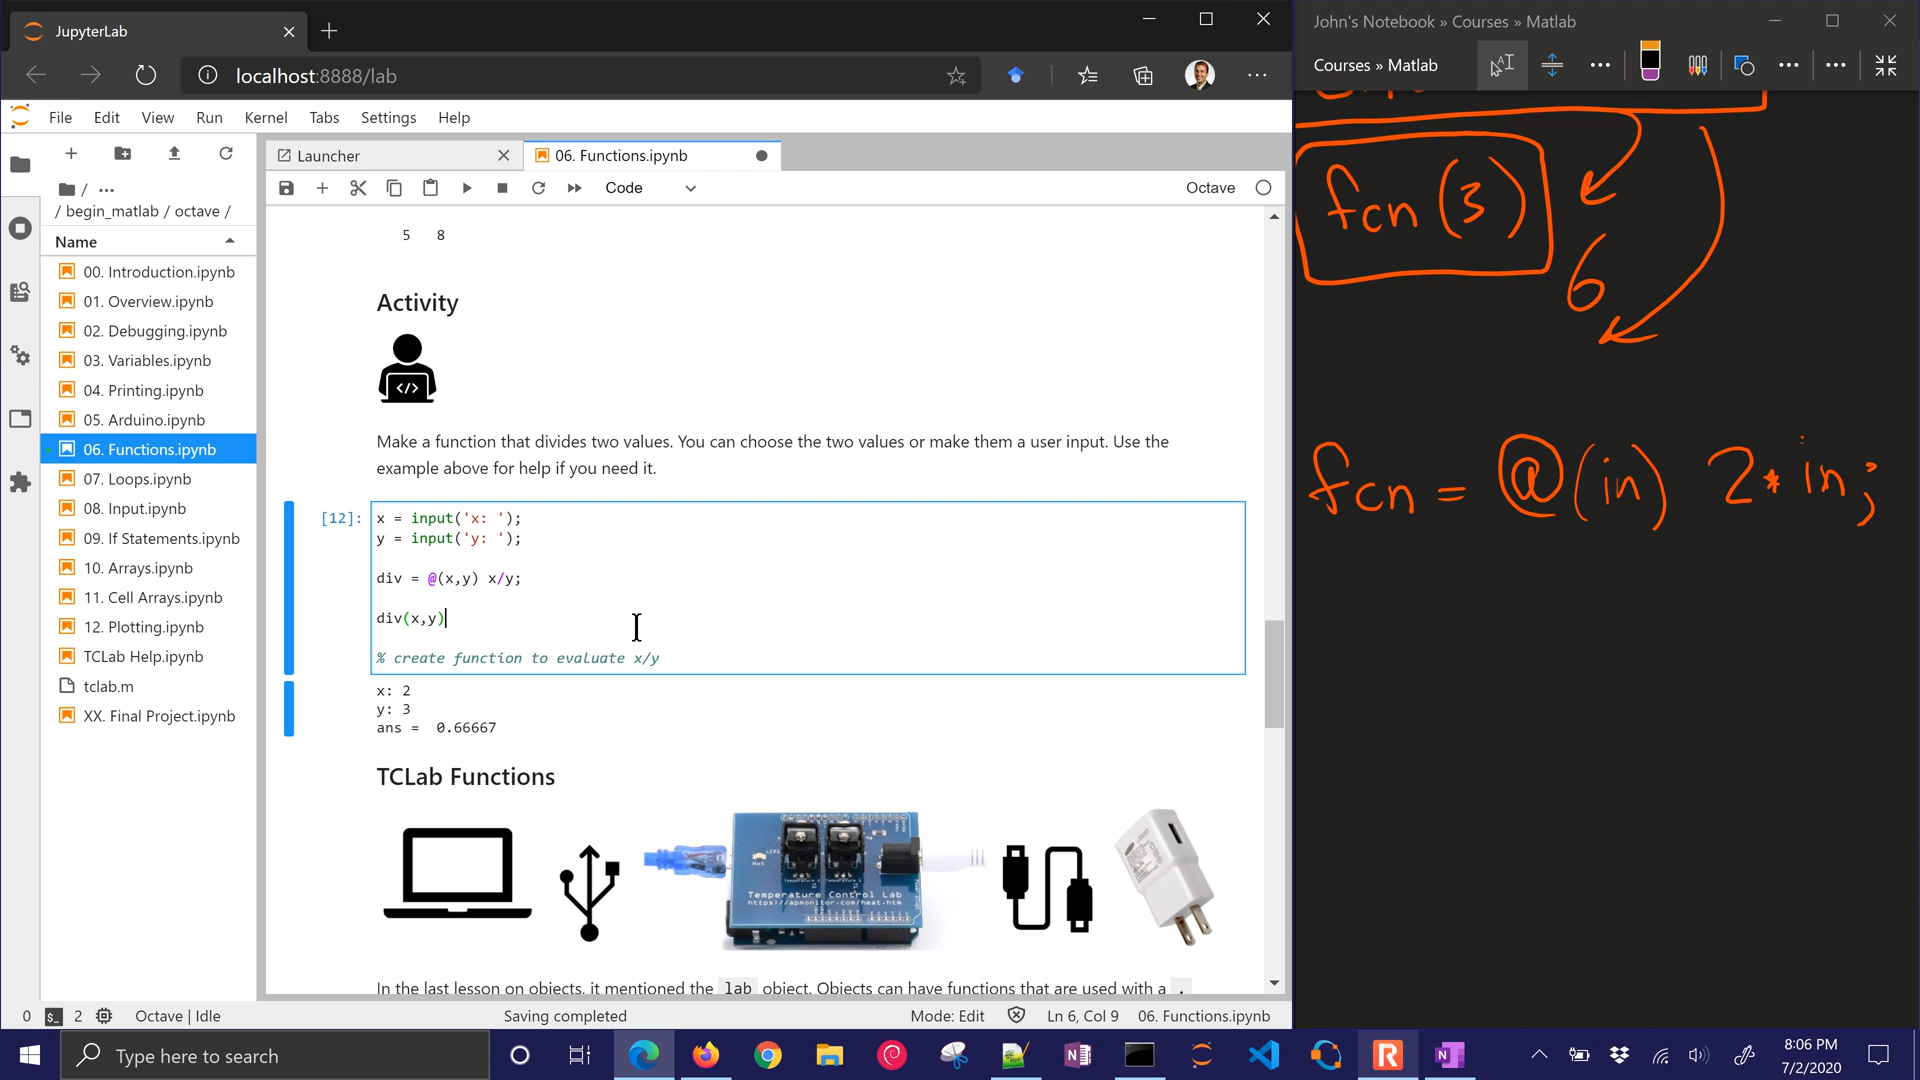 JupyterLab
localhost:8888/lab
File Edit View Run Kernel Tabs Settings Help
/ ...
/ begin_matlab / octave /
Name
00. Introduction.ipynb
01. Overview.ipynb
02. Debugging.ipynb
03. Variables.ipynb
04. Printing.ipynb
05. Arduino.ipynb
06. Functions.ipynb
07. Loops.ipynb
08. Input.ipynb
09. If Statements.ipynb
10. Arrays.ipynb
11. Cell Arrays.ipynb
12. Plotting.ipynb
TCLab Help.ipynb
tclab.m
XX. Final Project.ipynb
Launcher
06. Functions.ipynb
Code
Octave
5 8
Activity
</>
Make a function that divides two values. You can choose the two values or make them a user input. Use the
example above for help if you need it.
[12]:
x = input('x: ');
y = input('y: ');
div = @(x,y) x/y;
div(x,y)
% create function to evaluate x/y
x: 2
y: 3
ans = 0.66667
TCLab Functions
Hot
Temperature Control Lab
https://apmonitor.com/heat.htm
In the last lesson on objects, it mentioned the lab object. Objects can have functions that are used with a .
0 2 Octave | Idle Saving completed Mode: Edit Ln 6, Col 9 06. Functions.ipynb
John's Notebook » Courses » Matlab
Courses » Matlab
fcn (3)
6
fcn = @(in) 2*in;
Type here to search
8:06 PM
7/2/2020